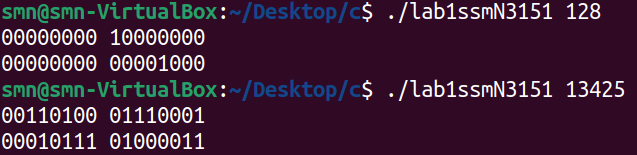 smn@smn-VirtualBox:~/Desktop/c$ ./lab1ssmN3151 128
00000000 10000000
00000000 00001000
smn@smn-VirtualBox:~/Desktop/c$ ./lab1ssmN3151 13425
00110100 01110001
00010111 01000011